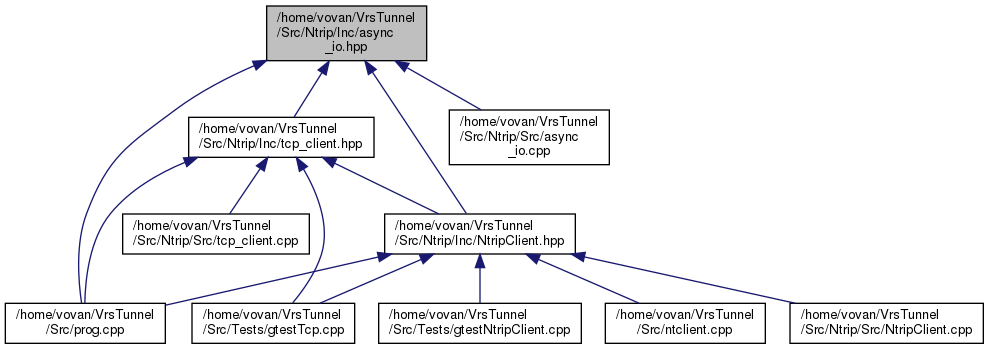 /home/vovan/VrsTunnel
/Src/Ntrip/Inc/async
_io.hpp
/home/vovan/VrsTunnel
/Src/Ntrip/Inc/tcp_client.hpp
/home/vovan/VrsTunnel
/Src/Ntrip/Src/async
_io.cpp
/home/vovan/VrsTunnel
/Src/Ntrip/Src/tcp_client.cpp
/home/vovan/VrsTunnel
/Src/Ntrip/Inc/NtripClient.hpp
/home/vovan/VrsTunnel
/Src/prog.cpp
/home/vovan/VrsTunnel
/Src/Tests/gtestTcp.cpp
/home/vovan/VrsTunnel
/Src/Tests/gtestNtripClient.cpp
/home/vovan/VrsTunnel
/Src/ntclient.cpp
/home/vovan/VrsTunnel
/Src/Ntrip/Src/NtripClient.cpp